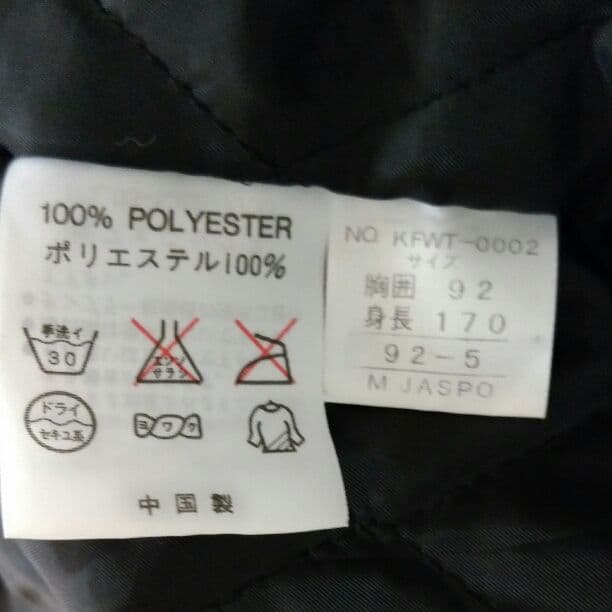 100% POLYESTER
ポリエステル100%
手洗イ
30
エンソ
サラシ
ドライ
セキユ系
ヨワク
中国製
NO. KFWT-0002
サイズ
胸囲 92
身長 170
92-5
M JASPO